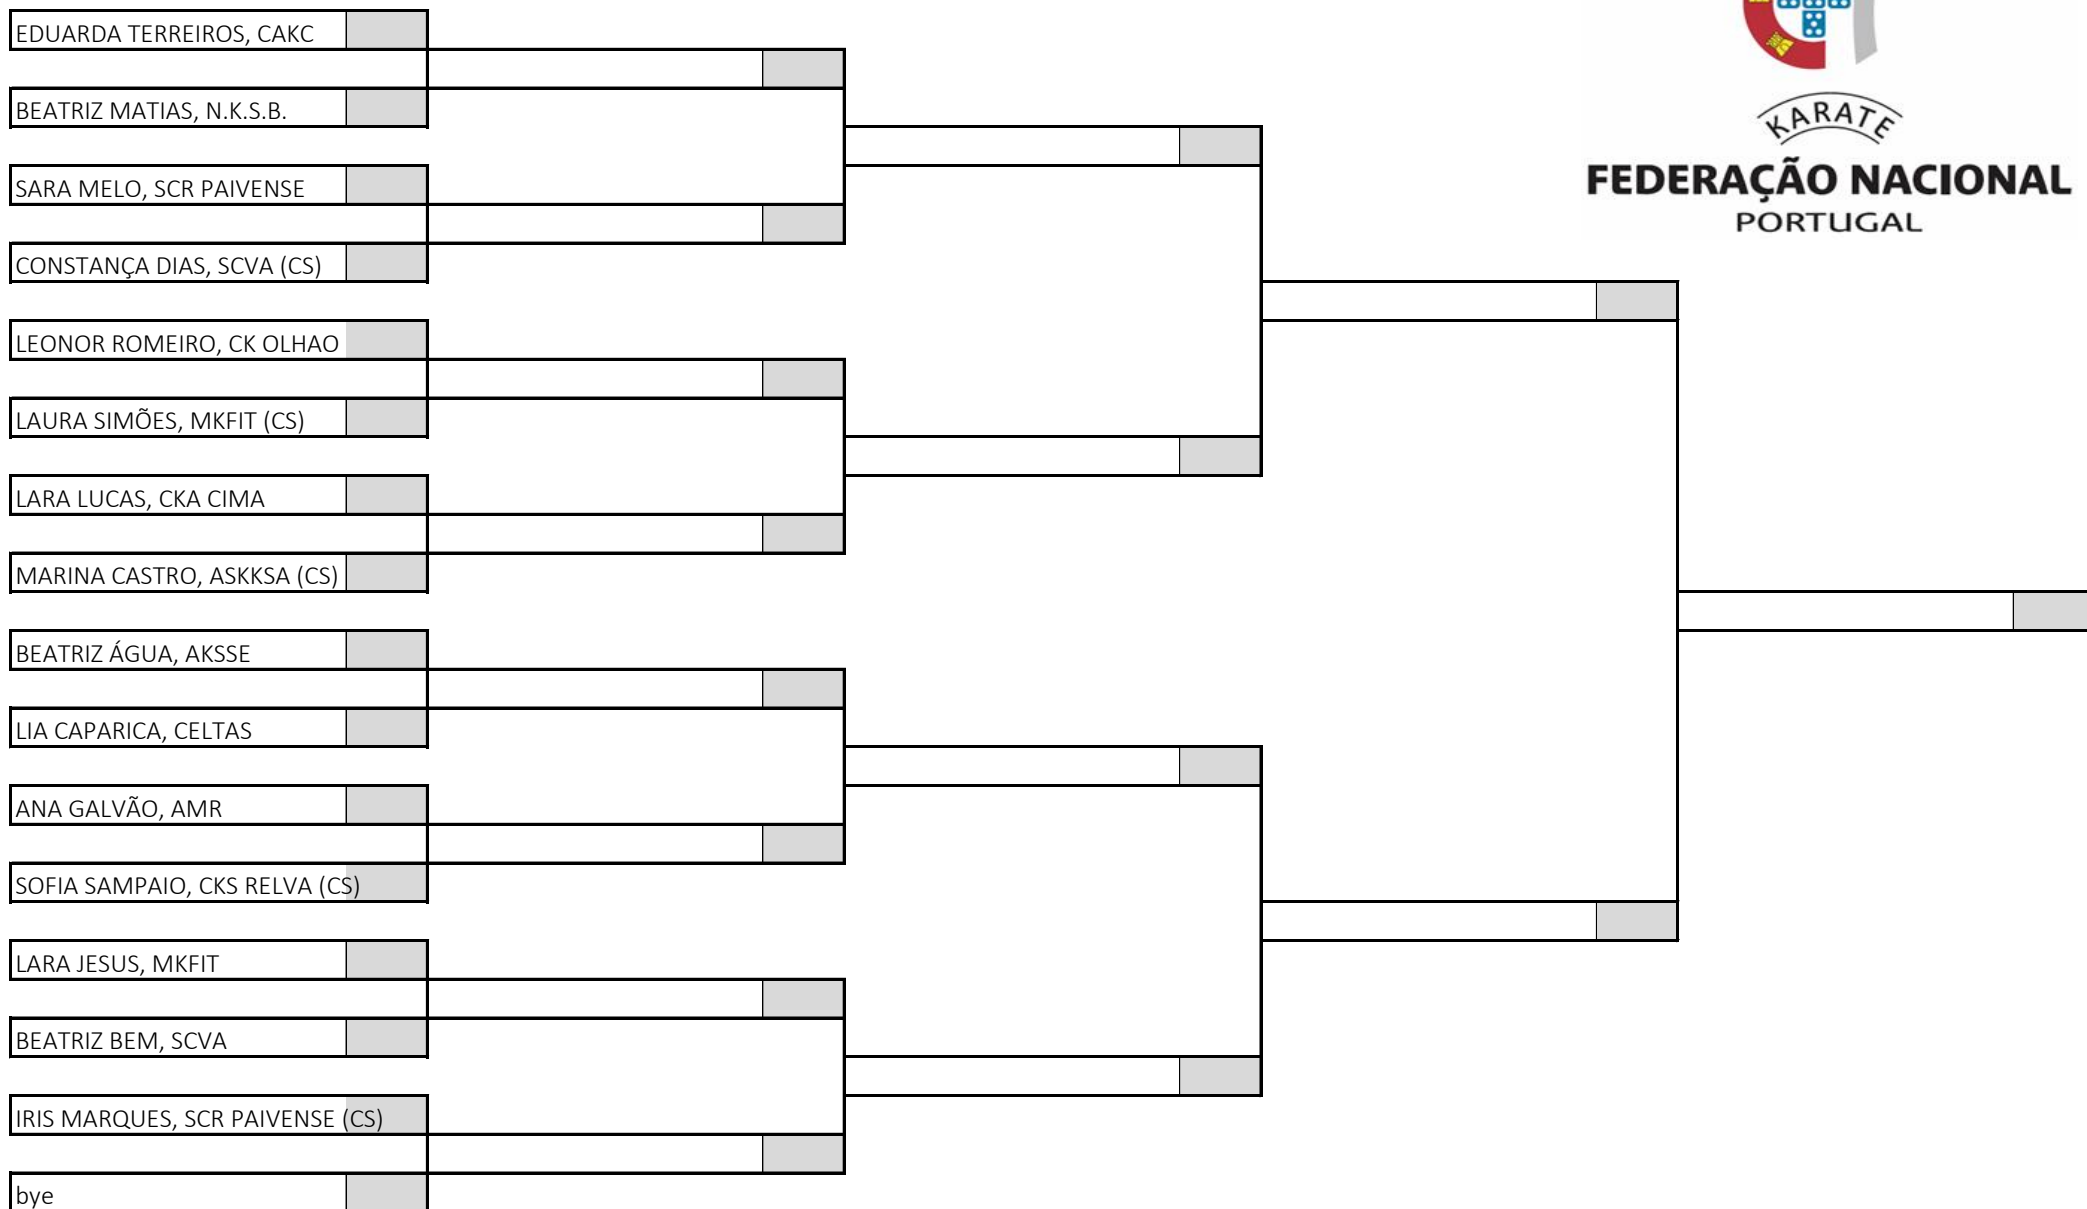 EDUARDA TERREIROS, CAKC
BEATRIZ MATIAS, N.K.S.B.
SARA MELO, SCR PAIVENSE
CONSTANÇA DIAS, SCVA (CS)
LEONOR ROMEIRO, CK OLHAO
LAURA SIMÕES, MKFIT (CS)
LARA LUCAS, CKA CIMA
MARINA CASTRO, ASKKSA (CS)
BEATRIZ ÁGUA, AKSSE
LIA CAPARICA, CELTAS
ANA GALVÃO, AMR
SOFIA SAMPAIO, CKS RELVA (CS)
LARA JESUS, MKFIT
BEATRIZ BEM, SCVA
IRIS MARQUES, SCR PAIVENSE (CS)
bye
KARATE
FEDERAÇÃO NACIONAL
PORTUGAL